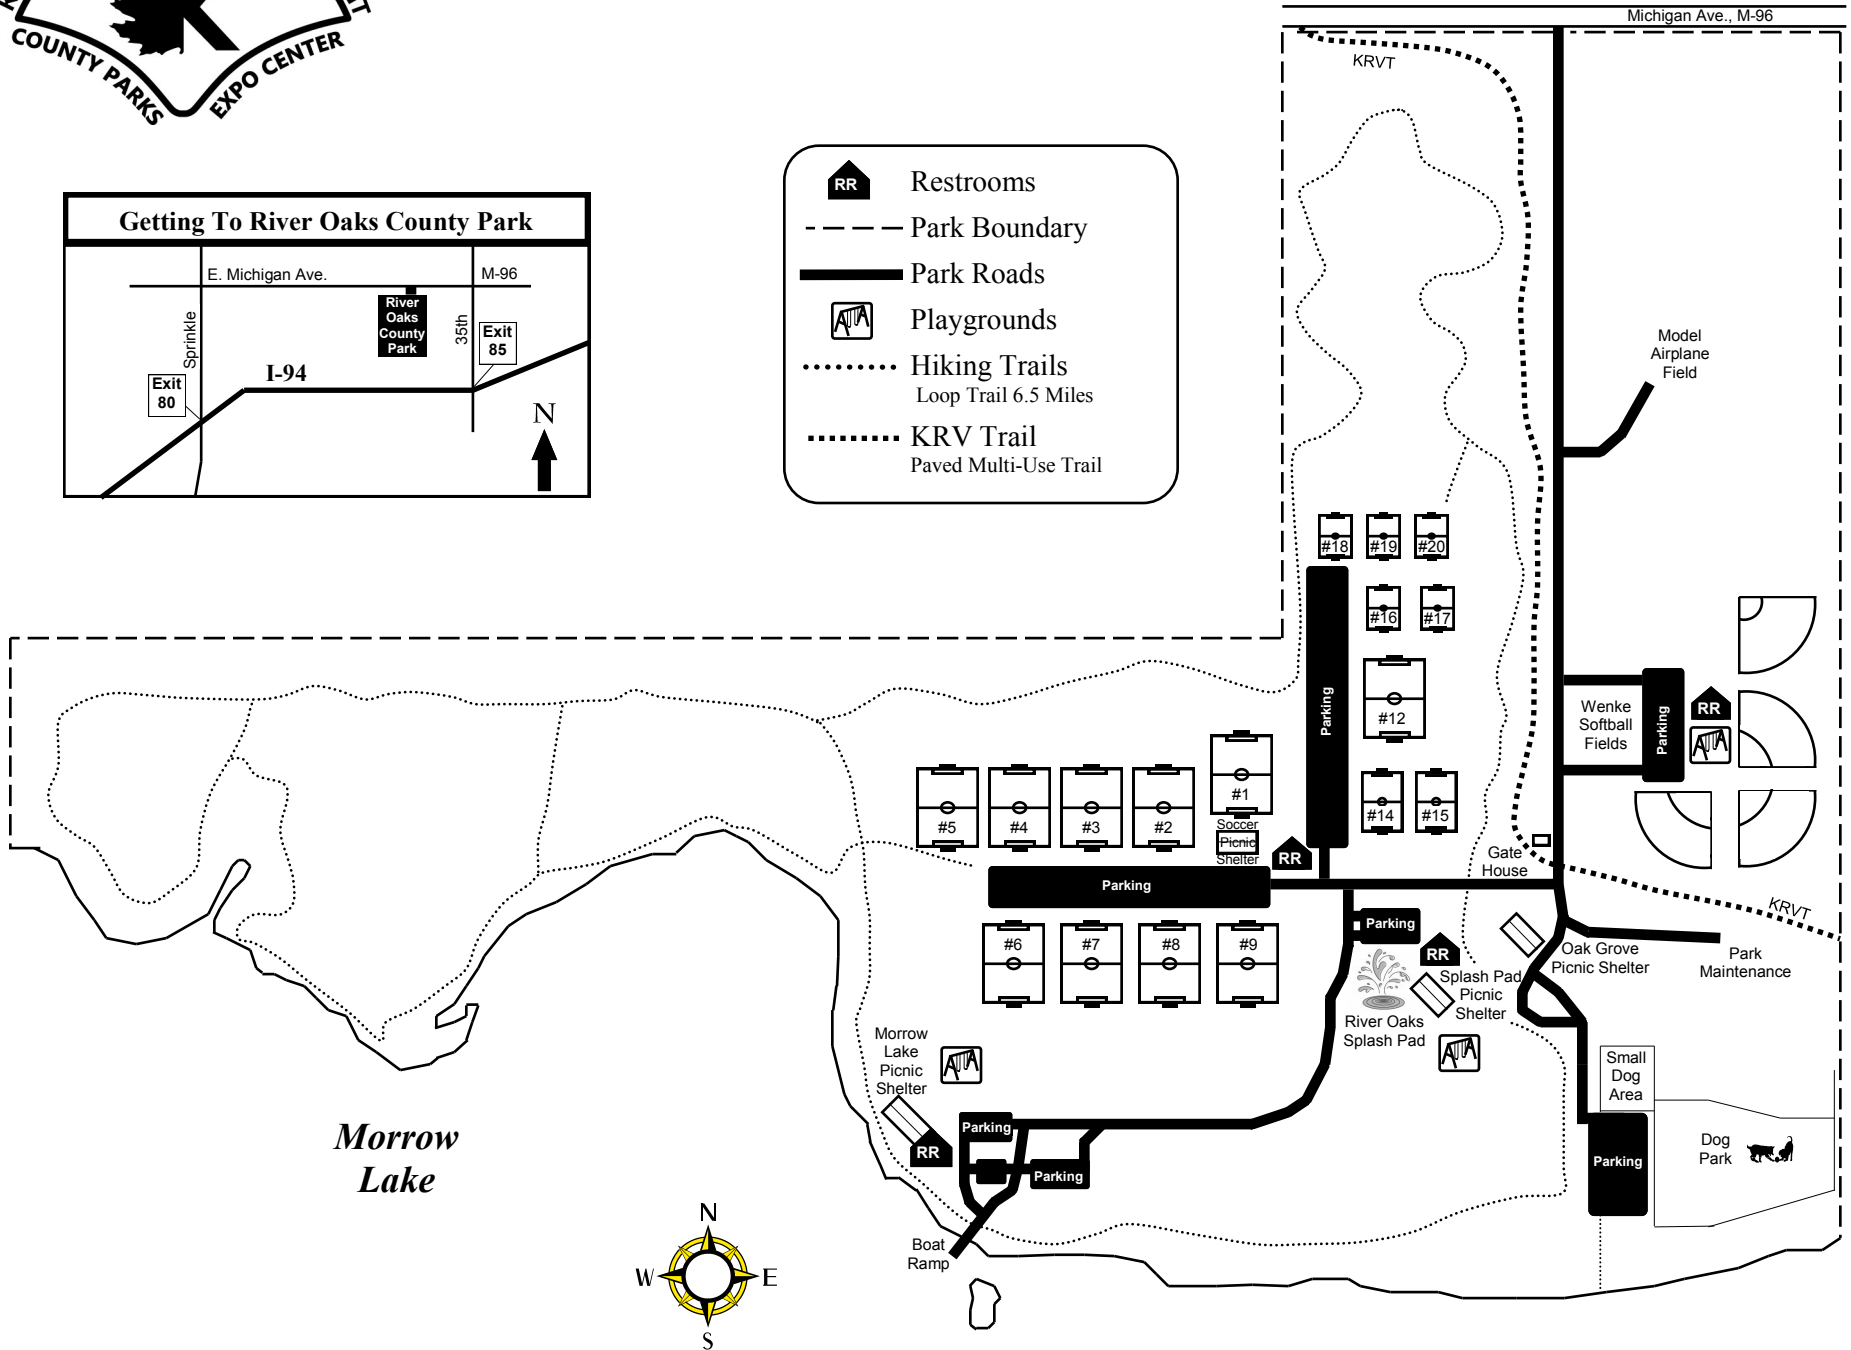 COUNTY PARKS
EXPO CENTER
Michigan Ave., M-96
KRVT
Getting To River Oaks County Park
E. Michigan Ave.
M-96
River
Oaks
County
Park
Sprinkle
35th
Exit
85
I-94
Exit
80
N
RR Restrooms
Park Boundary
Park Roads
Playgrounds
Hiking Trails
Loop Trail 6.5 Miles
KRV Trail
Paved Multi-Use Trail
Model
Airplane
Field
#18 #19 #20
#16 #17
#12
Parking
#14 #15
Wenke
Softball
Fields
Parking
RR
#5 #4 #3 #2 #1
Soccer
Picnic
Shelter
RR
Gate
House
Parking
KRVT
#6 #7 #8 #9
Parking
RR
Oak Grove
Picnic Shelter
Park
Maintenance
Splash Pad
Picnic
Shelter
River Oaks
Splash Pad
Morrow
Lake
Picnic
Shelter
Small
Dog
Area
Parking
RR
Parking
Dog
Park
Parking
Morrow
Lake
Boat
Ramp
N
W E
S